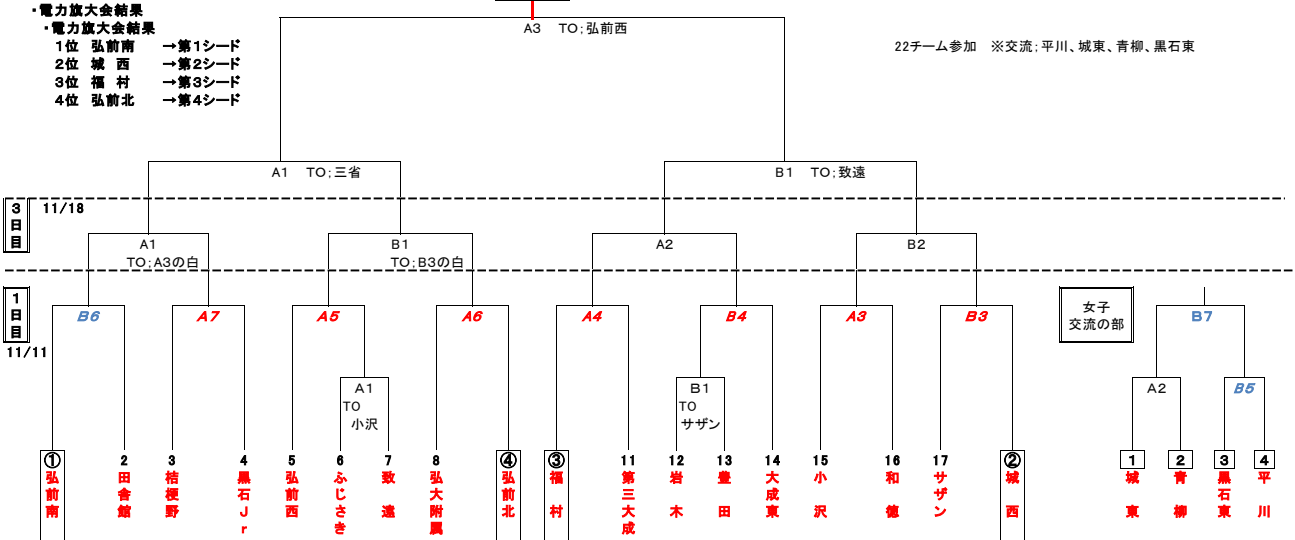 ・電力旗大会結果
・電力旗大会結果
1位 弘前南 →第1シード
2位 城 西 →第2シード
3位 福 村 →第3シード
4位 弘前北 →第4シード
A3 TO;弘前西
22チーム参加 ※交流;平川、城東、青柳、黒石東
A1 TO;三省
B1 TO;致遠
3日目
11/18
A1
TO;A3の白
B1
TO;B3の白
A2
B2
1日目
11/11
B6
A7
A5
A6
A4
B4
A3
B3
女子
交流の部
B7
A1
TO
小沢
B1
TO
サザン
A2
B5
① 弘前南
2 田舎館
3 桔梗野
4 黒石Jr
5 弘前西
6 ふじさき
7 致遠
8 弘大附属
④ 弘前北
③ 福村
11 第三大成
12 岩木
13 豊田
14 大成東
15 小沢
16 和徳
17 サザン
② 城西
1 城東
2 青柳
3 黒石東
4 平川